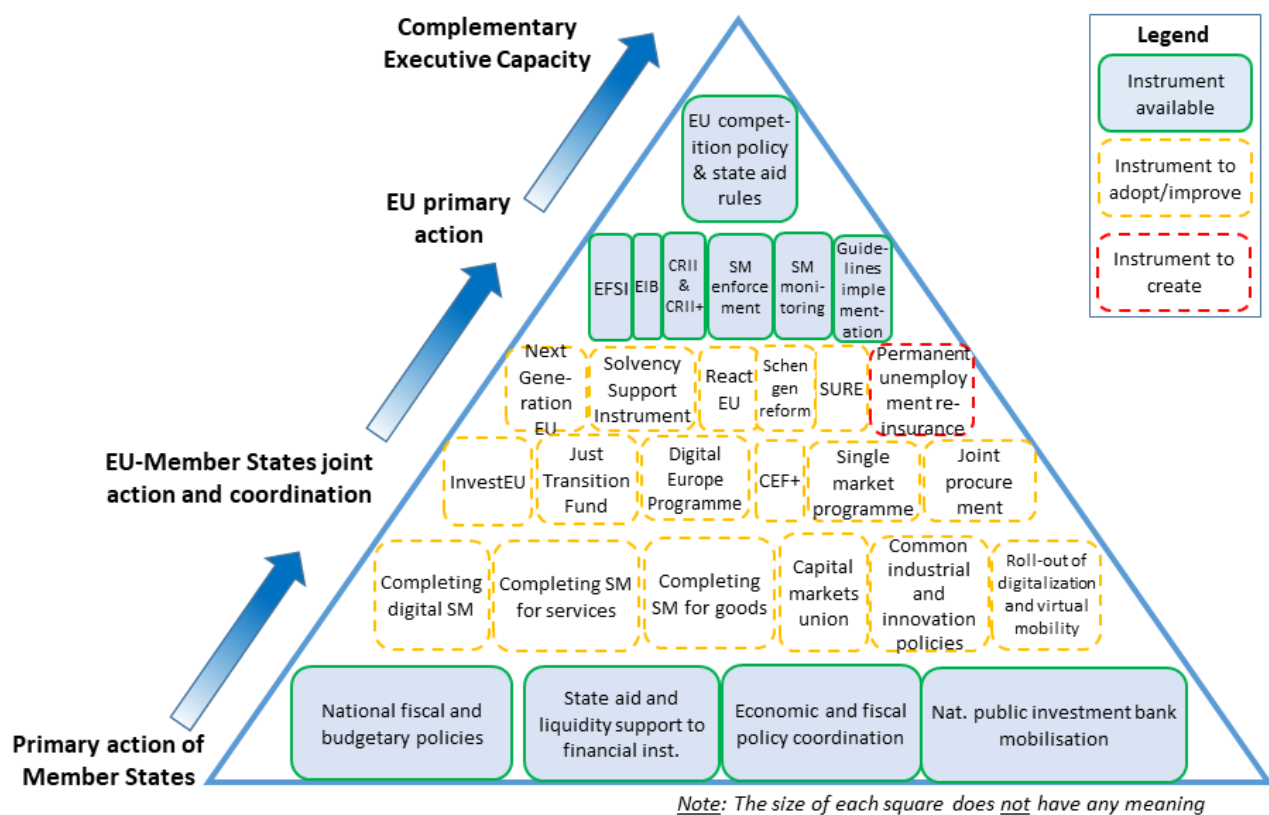 Complementary
Executive Capacity
Legend
Instrument
available
Instrument to
adopt/improve
Instrument to
create
EU compet-
ition policy
& state aid
rules
EU primary
action
EFSI
EIB
CRII
&
CRII+
SM
enforce
ment
SM
moni-
toring
Guide-
lines
imple
ment-
ation
Next
Gene-
ration
EU
Solvency
Support
Instrument
React
EU
Schen
gen
reform
SURE
Permanent
unemploy
ment re-
insurance
EU-Member States joint
action and coordination
InvestEU
Just
Transition
Fund
Digital
Europe
Programme
CEF+
Single
market
programme
Joint
procure
ment
Completing
digital SM
Completing SM
for services
Completing
SM for goods
Capital
markets
union
Common
industrial
and
innovation
policies
Roll-out of
digitalization
and virtual
mobility
Primary action of
Member States
National fiscal and
budgetary policies
State aid and
liquidity support to
financial inst.
Economic and fiscal
policy coordination
Nat. public investment bank
mobilisation
Note: The size of each square does not have any meaning